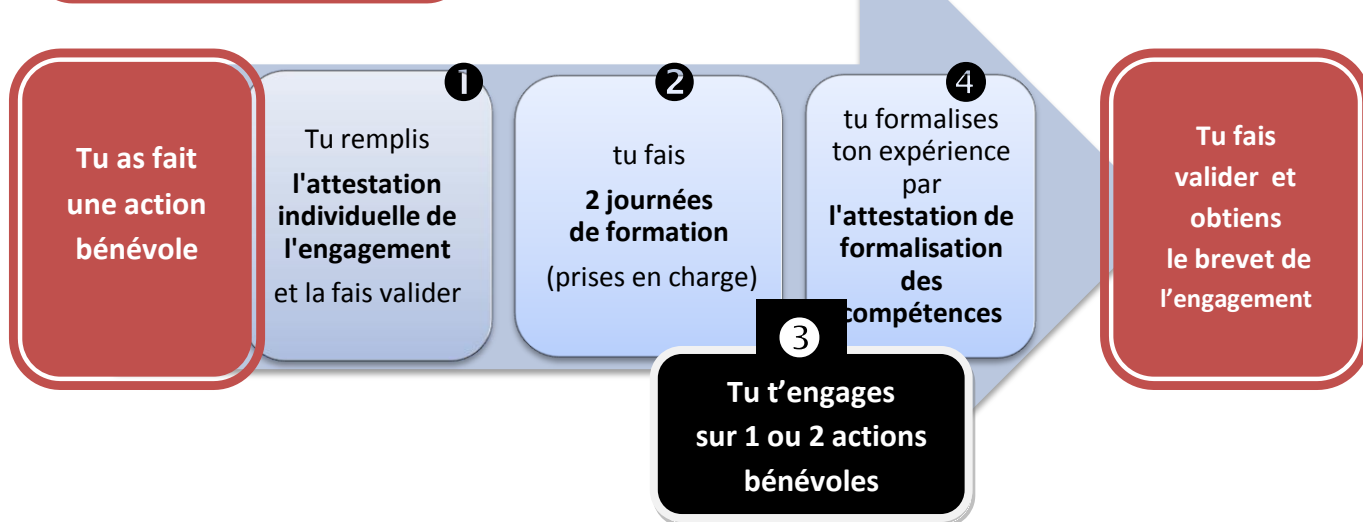 Tu as fait
une action
bénévole
❶
Tu remplis
l'attestation
individuelle de
l'engagement
et la fais valider
❷
tu fais
2 journées
de formation
(prises en charge)
③
Tu t’engages
sur 1 ou 2 actions
bénévoles
❹
tu formalises
ton expérience
par
l'attestation de
formalisation
des
compétences
Tu fais
valider et
obtiens
le brevet de
l’engagement